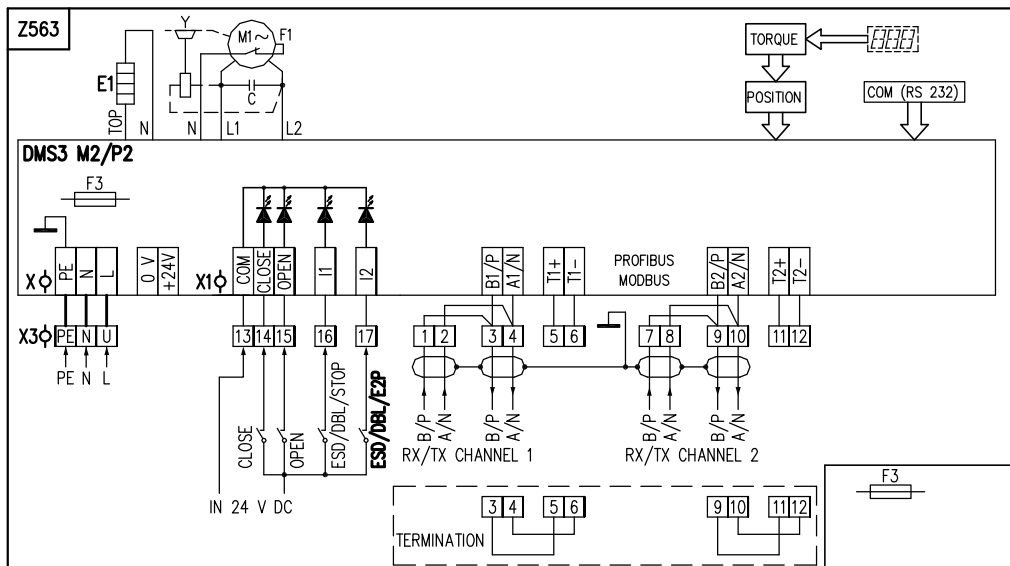 Z563
Y
M1 ~
F1
E1
C
TOP
N
N
L1
L2
TORQUE
POSITION
COM (RS 232)
DMS3 M2/P2
F3
X
PE
N
L
0 V
+24V
X1
COM
CLOSE
OPEN
I1
I2
B1/P
A1/N
T1+
T1-
PROFIBUS
MODBUS
B2/P
A2/N
T2+
T2-
X3
PE
N
U
13
14
15
16
17
1
2
3
4
5
6
7
8
9
10
11
12
PE N L
CLOSE
OPEN
ESD/DBL/STOP
ESD/DBL/E2P
B/P
A/N
B/P
A/N
B/P
A/N
B/P
A/N
RX/TX CHANNEL 1
RX/TX CHANNEL 2
IN 24 V DC
TERMINATION
3
4
5
6
9
10
11
12
F3